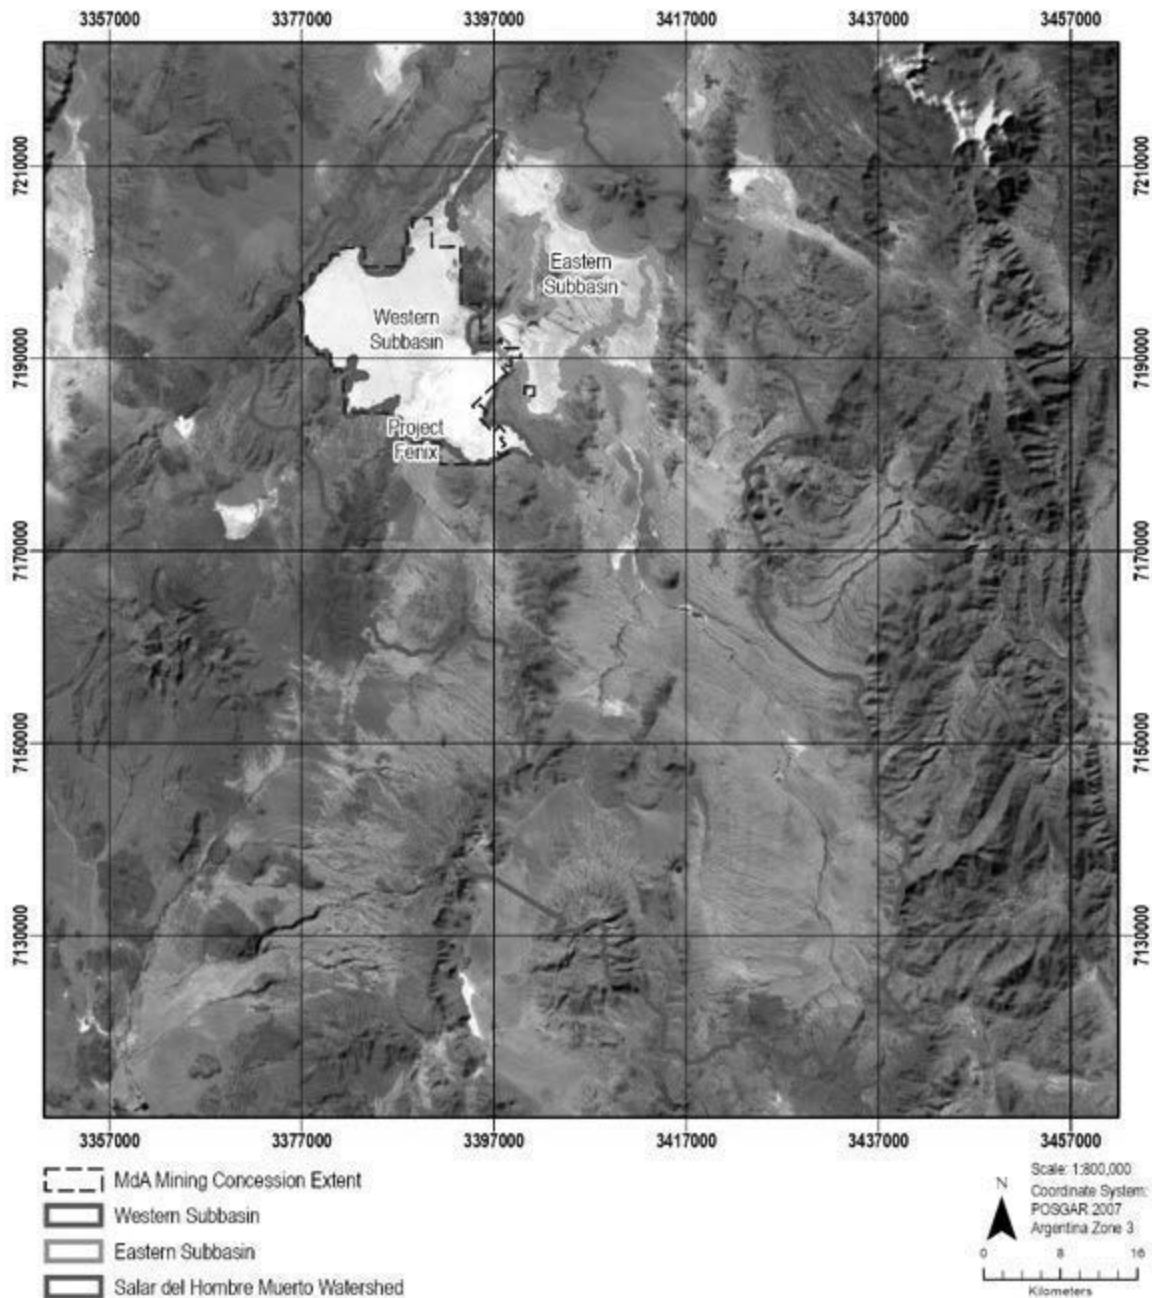 3357000 3377000 3397000 3417000 3437000 3457000
7210000 7210000
Eastern
Subbasin
Western
Subbasin
7190000 7190000
Project
Fenix
7170000 7170000
7150000 7150000
7130000 7130000
3357000 3377000 3397000 3417000 3437000 3457000
MdA Mining Concession Extent
Western Subbasin
Eastern Subbasin
Salar del Hombre Muerto Watershed
N
Scale: 1:800,000
Coordinate System:
POSGAR 2007
Argentina Zone 3
0 8 16
Kilometers